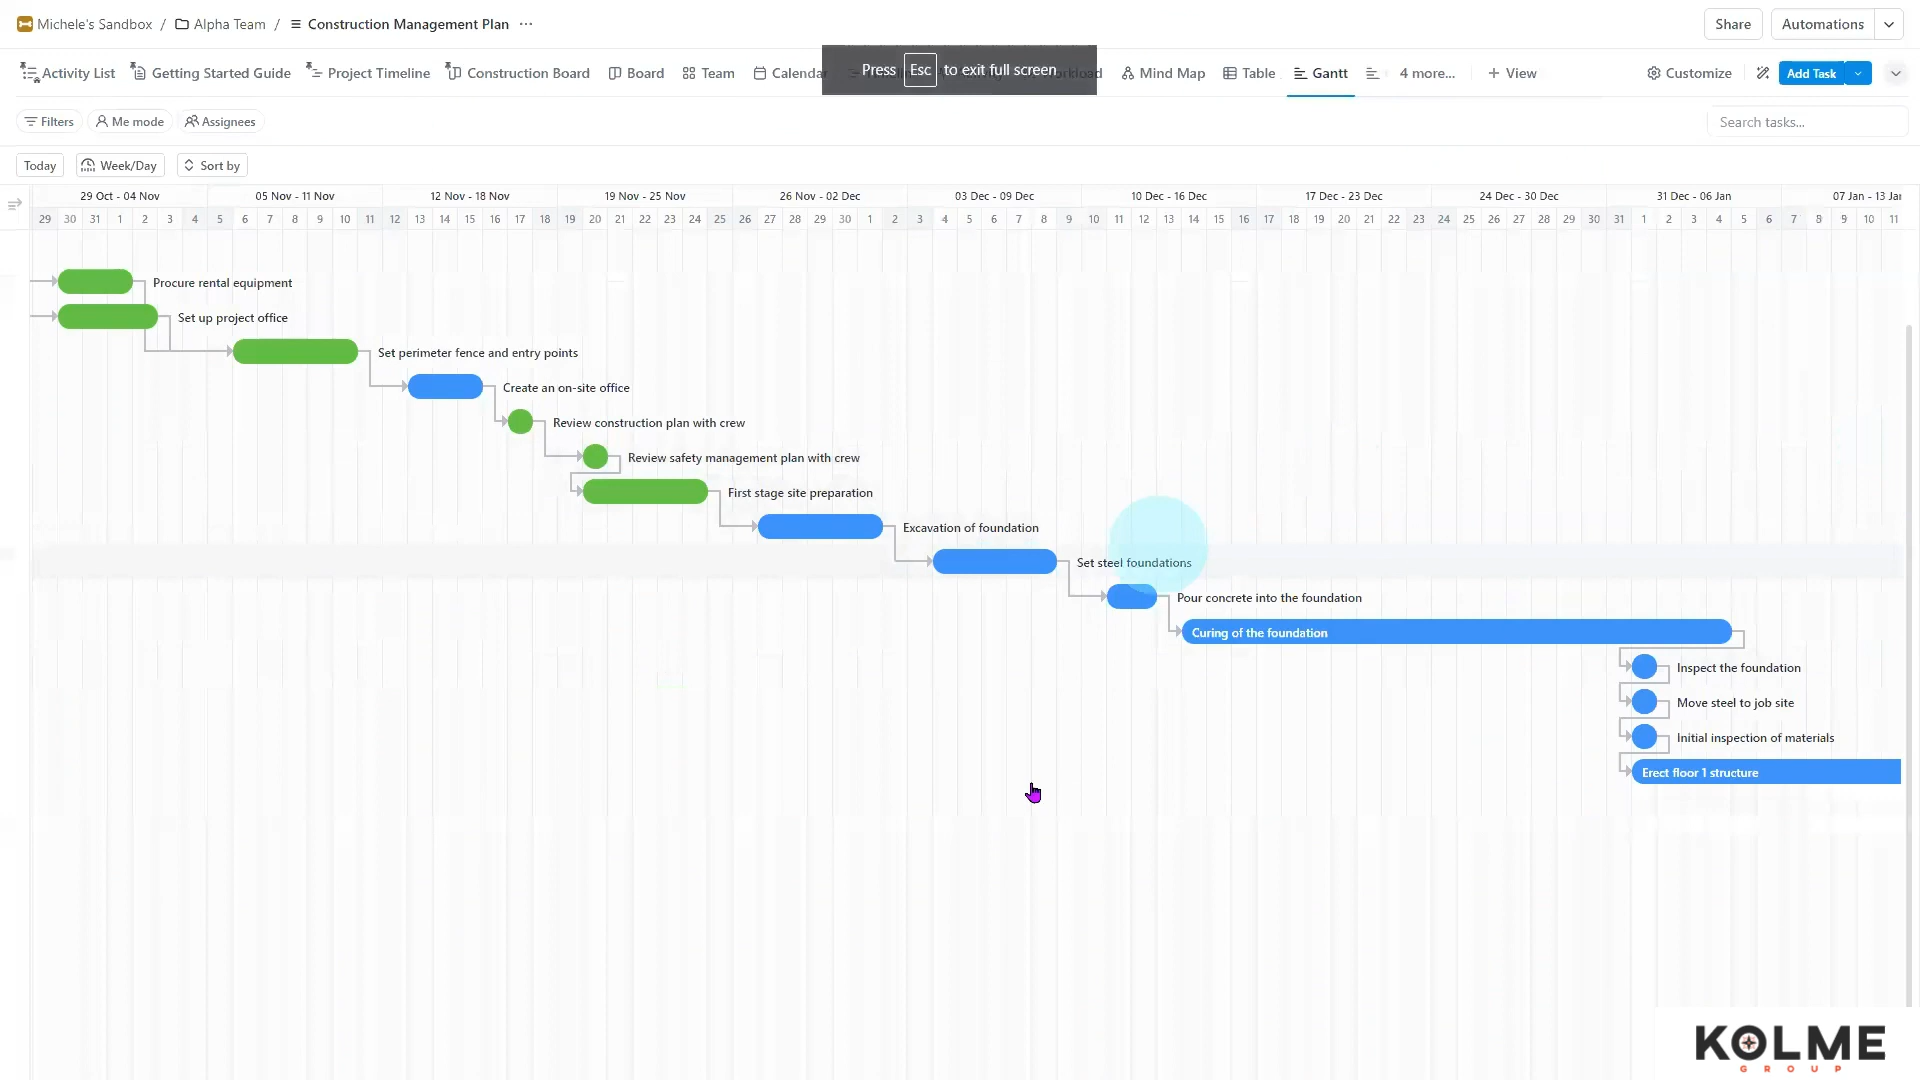 Michele's Sandbox / Alpha Team / Construction Management Plan ··· Share Automations
Activity List Getting Started Guide Project Timeline Construction Board Board Team Calendar Mind Map Table Gantt 4 more... + View Customize Add Task
Press Esc to exit full screen
Filters Me mode Assignees Search tasks...
Today Week/Day Sort by
29 Oct - 04 Nov 05 Nov - 11 Nov 12 Nov - 18 Nov 19 Nov - 25 Nov 26 Nov - 02 Dec 03 Dec - 09 Dec 10 Dec - 16 Dec 17 Dec - 23 Dec 24 Dec - 30 Dec 31 Dec - 06 Jan 07 Jan - 13 Jan
29 30 31 1 2 3 4 5 6 7 8 9 10 11 12 13 14 15 16 17 18 19 20 21 22 23 24 25 26 27 28 29 30 1 2 3 4 5 6 7 8 9 10 11 12 13 14 15 16 17 18 19 20 21 22 23 24 25 26 27 28 29 30 31 1 2 3 4 5 6 7 8 9 10 11
Procure rental equipment
Set up project office
Set perimeter fence and entry points
Create an on-site office
Review construction plan with crew
Review safety management plan with crew
First stage site preparation
Excavation of foundation
Set steel foundations
Pour concrete into the foundation
Curing of the foundation
Inspect the foundation
Move steel to job site
Initial inspection of materials
Erect floor 1 structure
KOLME
GROUP